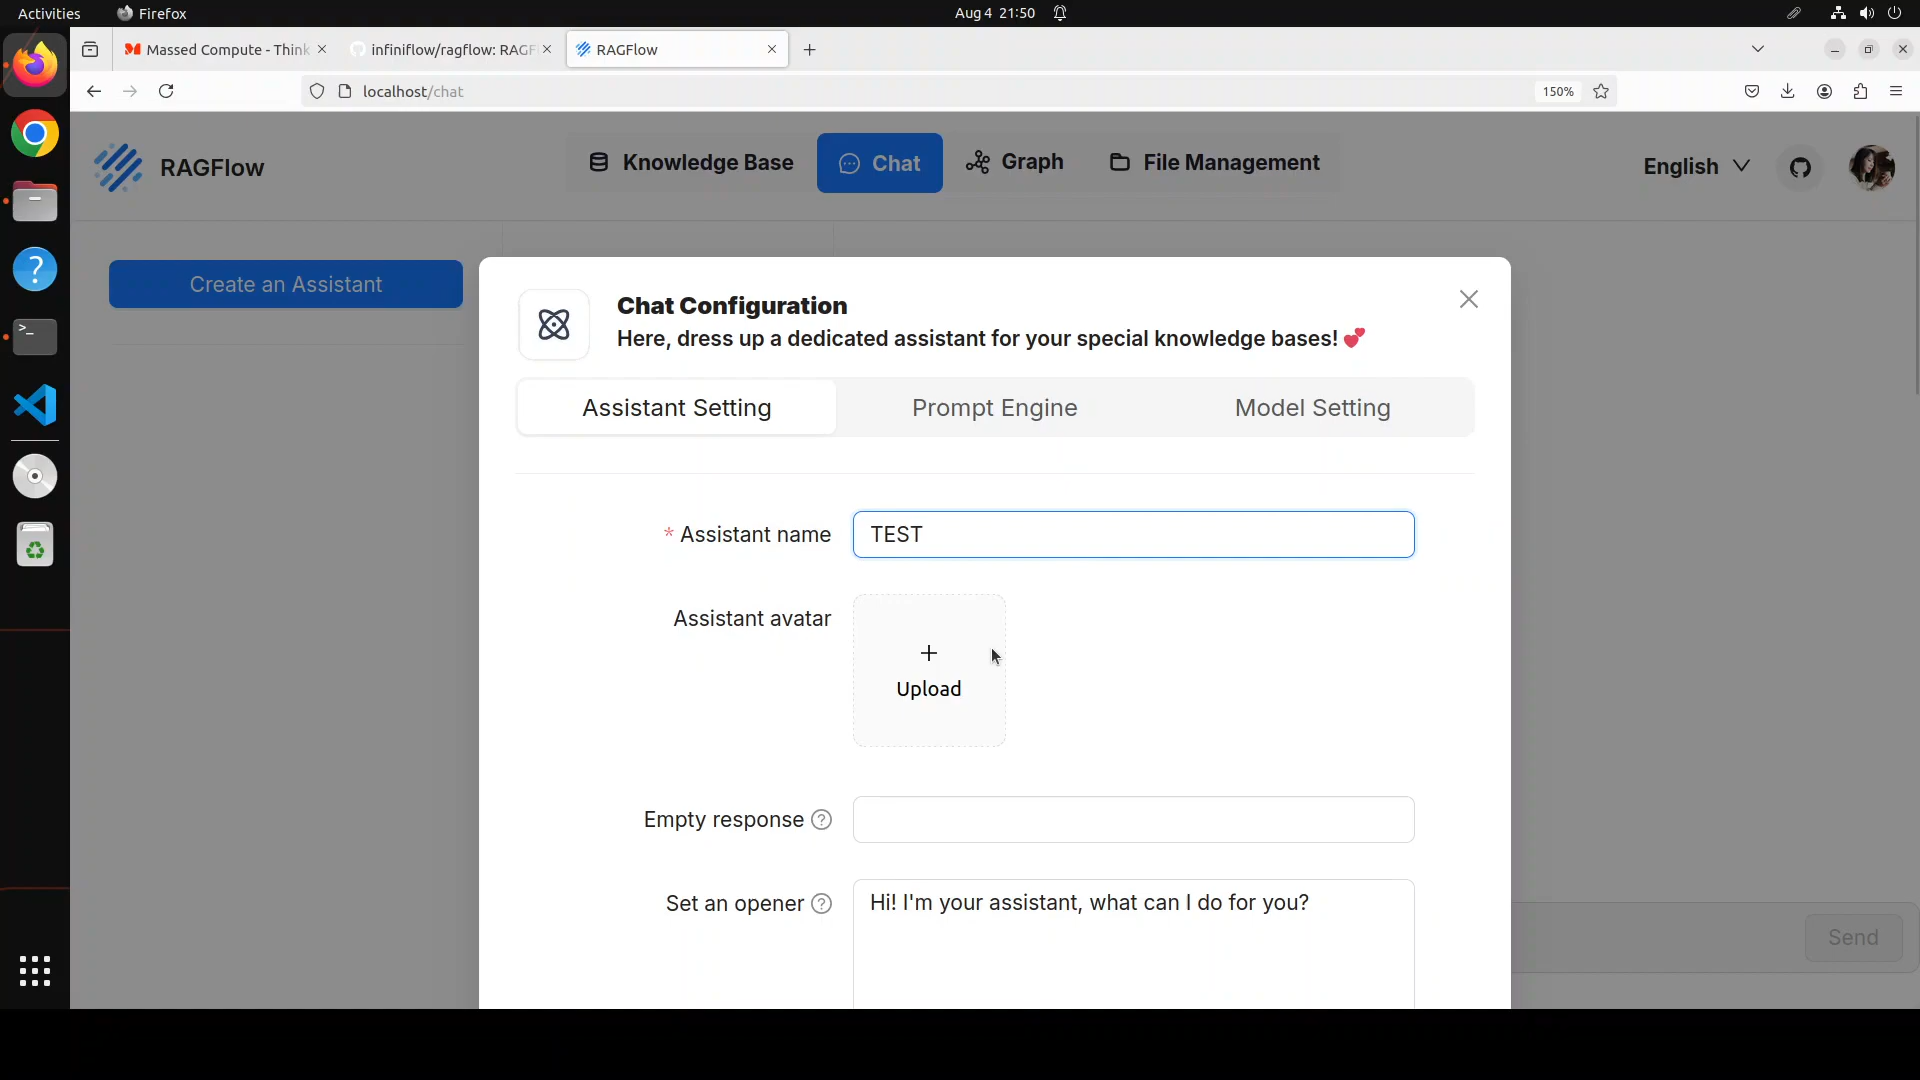 Activities
Firefox
Aug 4 21:50
Massed Compute - Think
infiniflow/ragflow: RAGF
RAGFlow
localhost/chat
150%
RAGFlow
Knowledge Base
Chat
Graph
File Management
English
Create an Assistant
Chat Configuration
Here, dress up a dedicated assistant for your special knowledge bases! 💕
Assistant Setting
Prompt Engine
Model Setting
* Assistant name
TEST
Assistant avatar
+
Upload
Empty response ?
Set an opener ?
Hi! I'm your assistant, what can I do for you?
Send